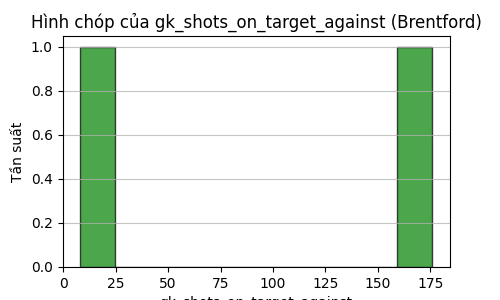 Hình chóp của gk_shots_on_target_against (Brentford)
1.0
0.8
0.6
0.4
0.2
0.0
Tần suất
0 25 50 75 100 125 150 175
gk_shots_on_target_against